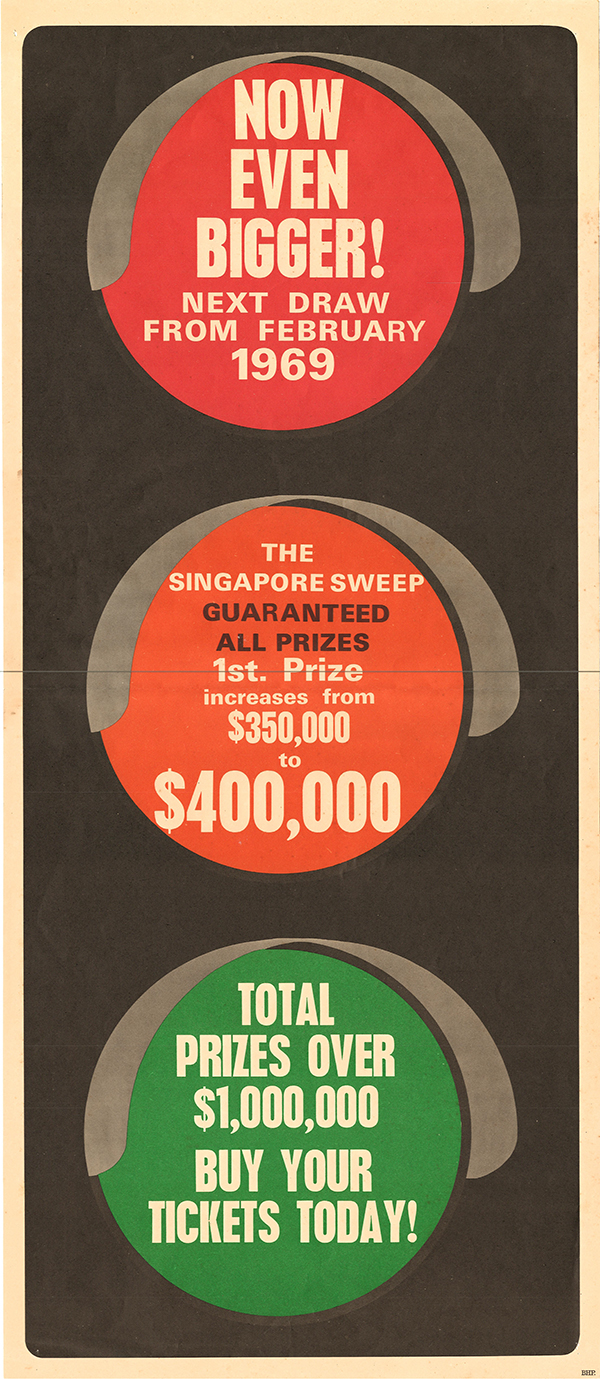 NOW
EVEN
BIGGER!
NEXT DRAW
FROM FEBRUARY
1969
THE
SINGAPORE SWEEP
GUARANTEED
ALL PRIZES
1st. Prize
increases from
$350,000
to
$400,000
TOTAL
PRIZES OVER
$1,000,000
BUY YOUR
TICKETS TODAY!
BHP.